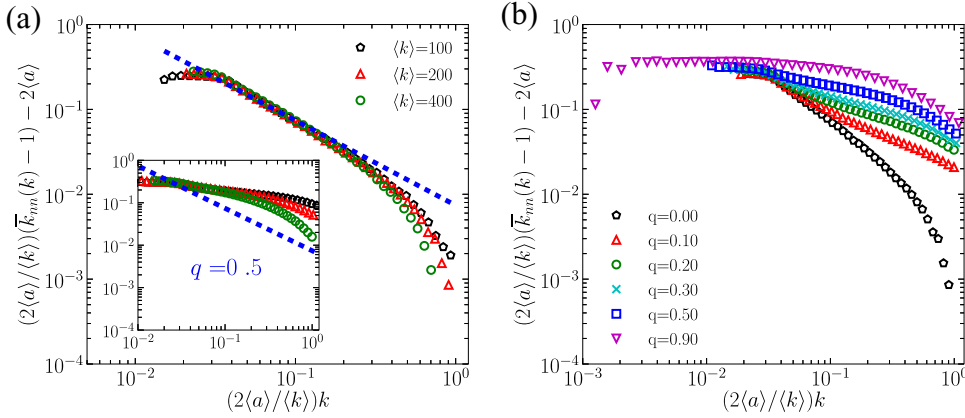 (a)
(2⟨a⟩/⟨k⟩)(k̅ₙₙ(k) − 1) − 2⟨a⟩
10⁰
10⁻¹
10⁻²
10⁻³
10⁻⁴
⟨k⟩=100
⟨k⟩=200
⟨k⟩=400
10⁰
10⁻¹
10⁻²
10⁻³
10⁻⁴
q =0 .5
10⁻² 10⁻¹ 10⁰
10⁻² 10⁻¹ 10⁰
(2⟨a⟩/⟨k⟩)k
(b)
(2⟨a⟩/⟨k⟩)(k̅ₙₙ(k) − 1) − 2⟨a⟩
10⁰
10⁻¹
10⁻²
10⁻³
10⁻⁴
q=0.00
q=0.10
q=0.20
q=0.30
q=0.50
q=0.90
10⁻³ 10⁻² 10⁻¹ 10⁰
(2⟨a⟩/⟨k⟩)k